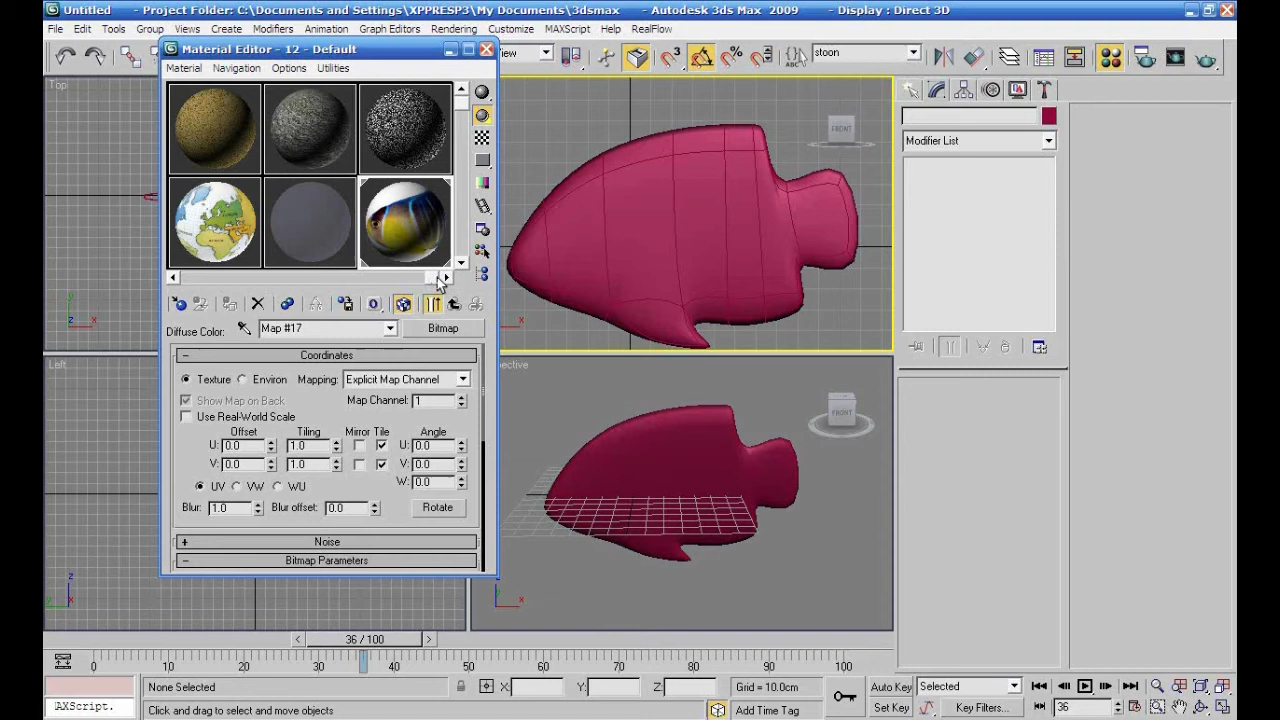 Untitled - Project Folder: C:\Documents and Settings\XPPRESP3\My Documents\3dsmax - Autodesk 3ds Max 2009 - Display : Direct 3D
File Edit Tools Group Views Create Modifiers Animation Graph Editors Rendering Customize MAXScript Help RealFlow
Material Editor - 12 - Default
Material Navigation Options Utilities
stoon
Top
FRONT
Modifier List
Diffuse Color: Map #17 Bitmap
Coordinates
Texture Environ Mapping: Explicit Map Channel
Show Map on Back Map Channel: 1
Use Real-World Scale
Offset Tiling Mirror Tile Angle
U: 0.0 1.0 U: 0.0
V: 0.0 1.0 V: 0.0
W: 0.0
UV VW WU
Blur: 1.0 Blur offset: 0.0 Rotate
Noise
Bitmap Parameters
Left
spective
FRONT
36 / 100
0 10 20 30 40 50 60 70 80 90 100
None Selected X: Y: Z: Grid = 10.0cm Auto Key Selected
AXScript. Click and drag to select and move objects Add Time Tag Set Key Key Filters... 36